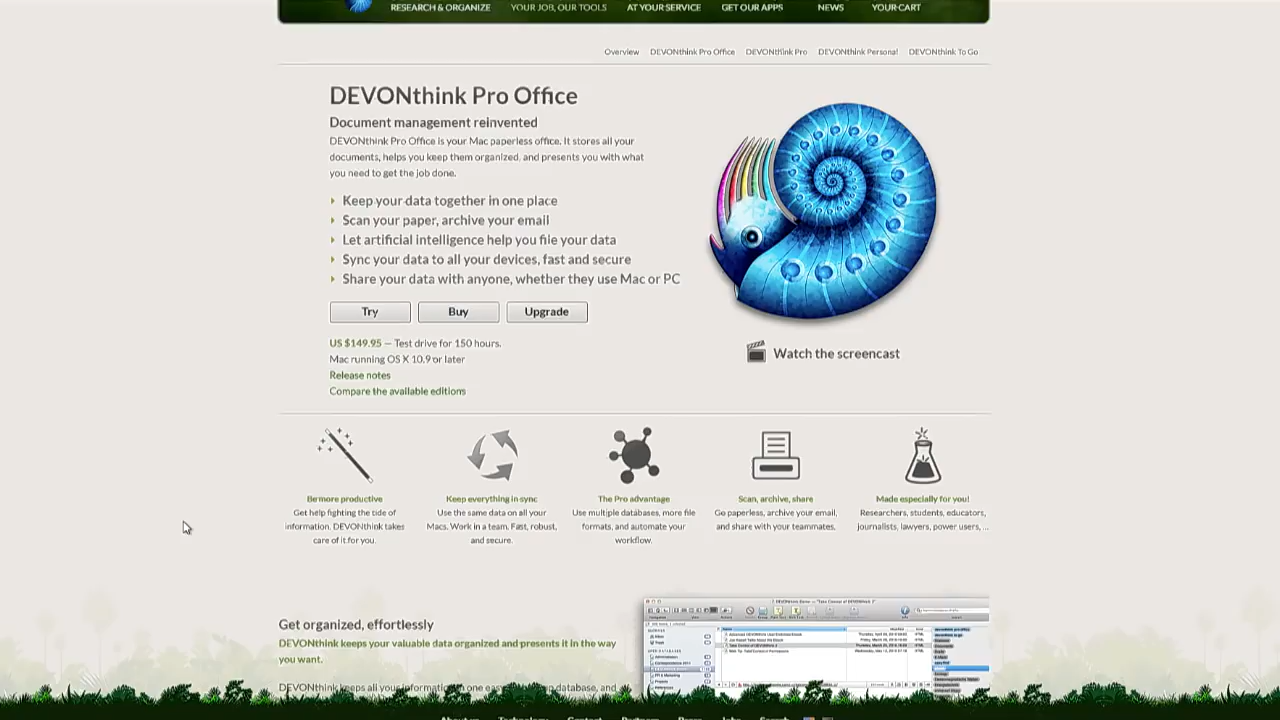 RESEARCH & ORGANIZE YOUR JOB, OUR TOOLS AT YOUR SERVICE GET OUR APPS NEWS YOUR CART
Overview DEVONthink Pro Office DEVONthink Pro DEVONthink Personal DEVONthink To Go
DEVONthink Pro Office
Document management reinvented
DEVONthink Pro Office is your Mac paperless office. It stores all your
documents, helps you keep them organized, and presents you with what
you need to get the job done.
Keep your data together in one place
Scan your paper, archive your email
Let artificial intelligence help you file your data
Sync your data to all your devices, fast and secure
Share your data with anyone, whether they use Mac or PC
Try Buy Upgrade
US $149.95 — Test drive for 150 hours.
Mac running OS X 10.9 or later
Release notes
Compare the available editions
Watch the screencast
Be more productive
Get help fighting the tide of
information. DEVONthink takes
care of it for you.
Keep everything in sync
Use the same data on all your
Macs. Work in a team. Fast, robust,
and secure.
The Pro advantage
Use multiple databases, more file
formats, and automate your
workflow.
Scan, archive, share
Go paperless, archive your email,
and share with your teammates.
Made especially for you!
Researchers, students, educators,
journalists, lawyers, power users, ...
Get organized, effortlessly
DEVONthink keeps your valuable data organized and presents it in the way
you want.
DEVONthink keeps all your information in one easy database, and
About us Technology Contact Partners Press Jobs Search